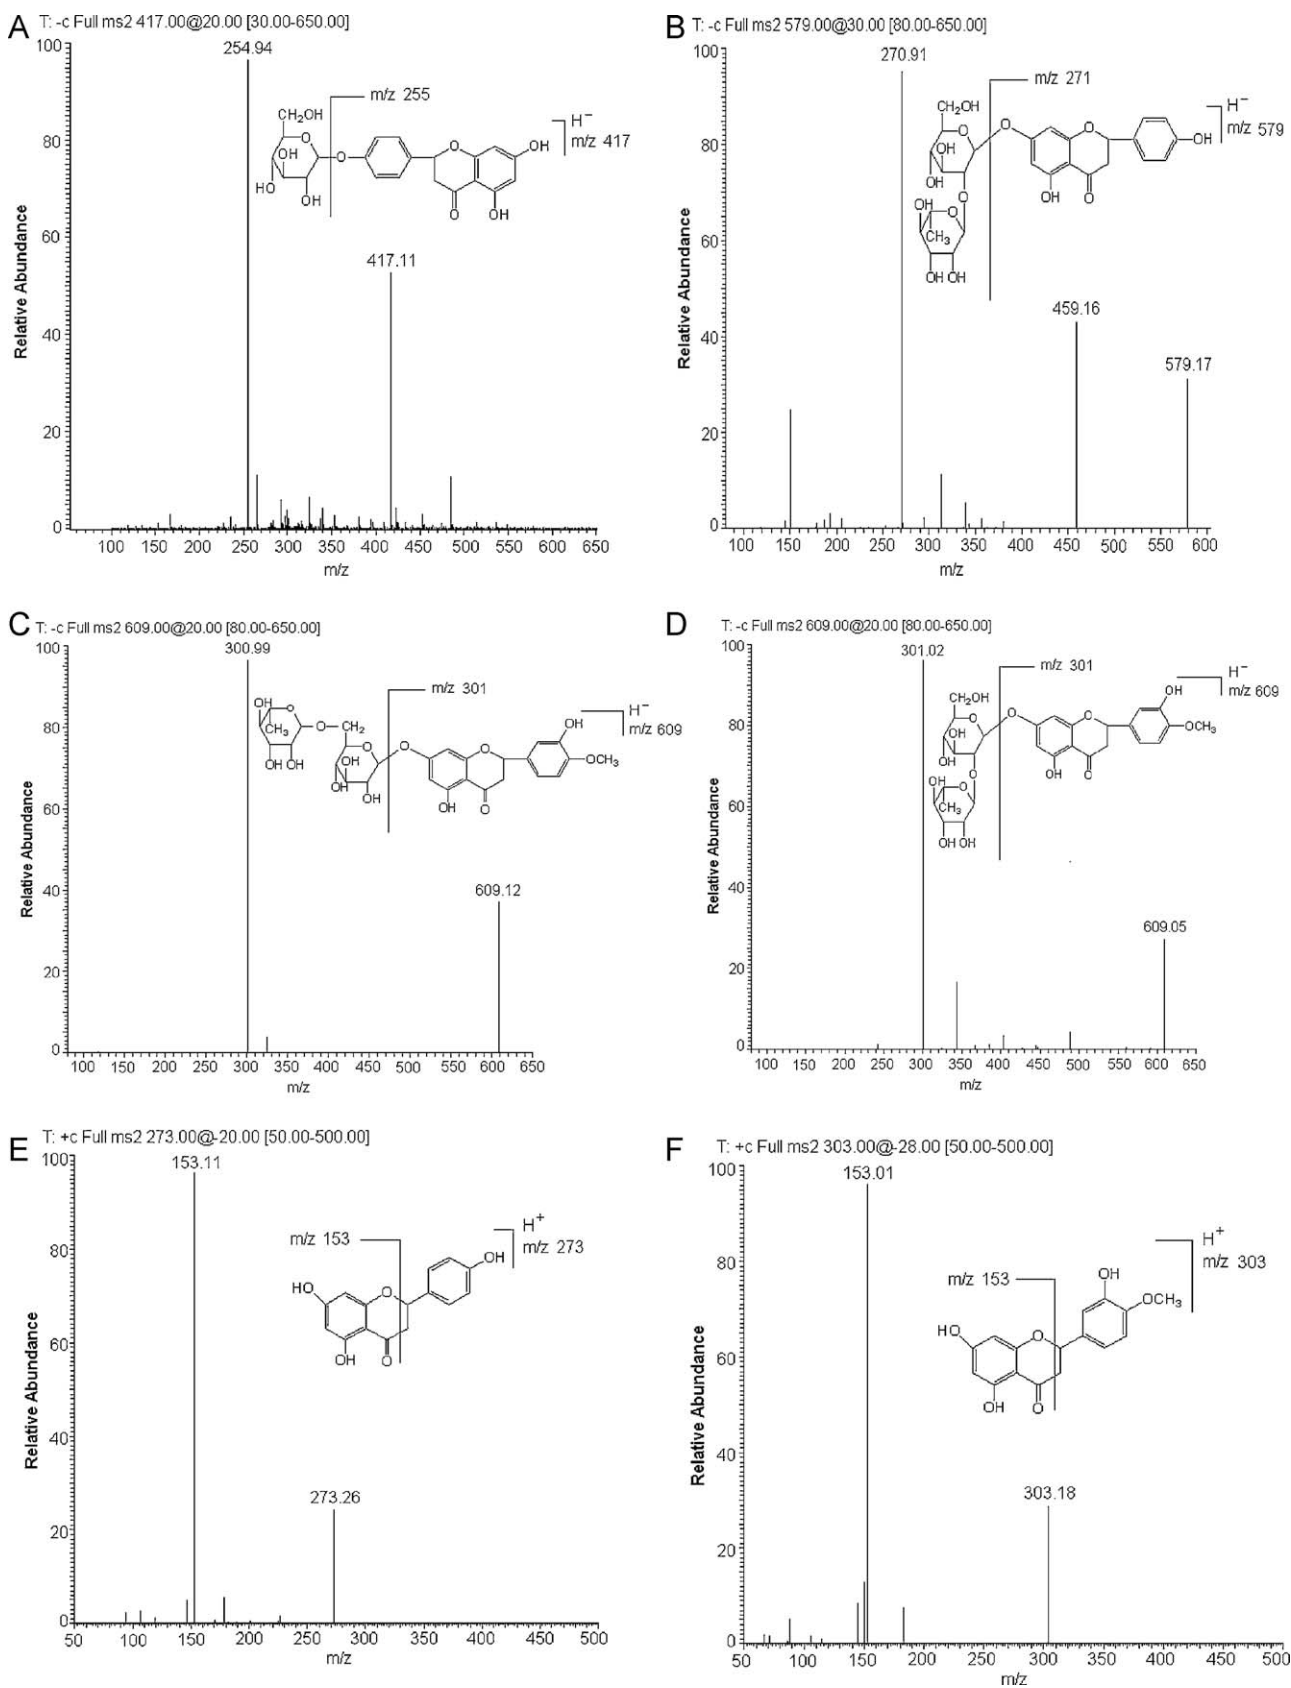 A
T: -c Full ms2 417.00@20.00 [30.00-650.00]
254.94
m/z 255
CH₂OH
O
OH
HO
OH
O
O
O
OH
OH
H⁻
m/z 417
417.11
Relative Abundance
100
80
60
40
20
0
100 150 200 250 300 350 400 450 500 550 600 650
m/z
B
T: -c Full ms2 579.00@30.00 [80.00-650.00]
270.91
m/z 271
CH₂OH
O
OH
OH
O
O
O
OH
O
OH
H⁻
m/z 579
OH
O
CH₃
OH OH
459.16
579.17
Relative Abundance
100
80
60
40
20
0
100 150 200 250 300 350 400 450 500 550 600
m/z
C
T: -c Full ms2 609.00@20.00 [80.00-650.00]
300.99
m/z 301
OH
O
CH₃
OH OH
O
CH₂
O
OH
OH
OH
O
O
OH
O
OH
OCH₃
H⁻
m/z 609
609.12
Relative Abundance
100
80
60
40
20
0
100 150 200 250 300 350 400 450 500 550 600 650
m/z
D
T: -c Full ms2 609.00@20.00 [80.00-650.00]
301.02
m/z 301
CH₂OH
O
OH
OH
O
O
O
OH
O
OH
OCH₃
H⁻
m/z 609
OH
O
CH₃
OH OH
609.05
Relative Abundance
100
80
60
40
20
0
100 150 200 250 300 350 400 450 500 550 600 650
m/z
E
T: +c Full ms2 273.00@-20.00 [50.00-500.00]
153.11
m/z 153
HO
O
OH
O
OH
H⁺
m/z 273
273.26
Relative Abundance
100
80
60
40
20
0
50 100 150 200 250 300 350 400 450 500
m/z
F
T: +c Full ms2 303.00@-28.00 [50.00-500.00]
153.01
m/z 153
HO
O
OH
O
OH
OCH₃
H⁺
m/z 303
303.18
Relative Abundance
100
80
60
40
20
0
50 100 150 200 250 300 350 400 450 500
m/z